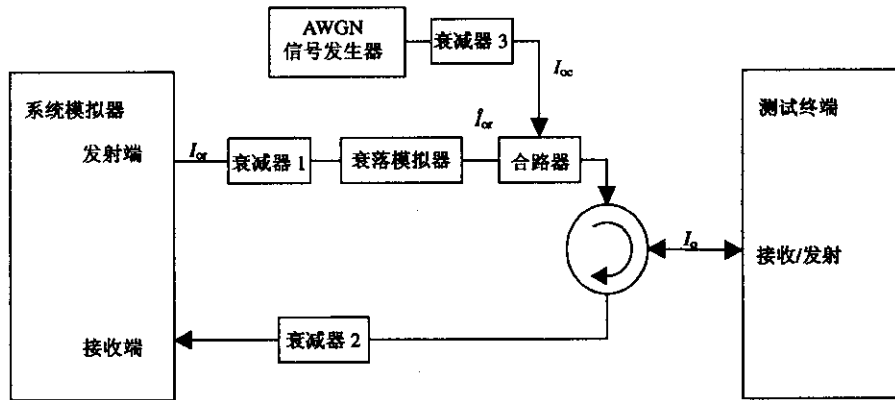 AWGN
信号发生器
衰减器 3
I_oc
系统模拟器
测试终端
发射端
I_or
衰减器 1
衰落模拟器
Î_or
合路器
I_o
接收/发射
接收端
衰减器 2